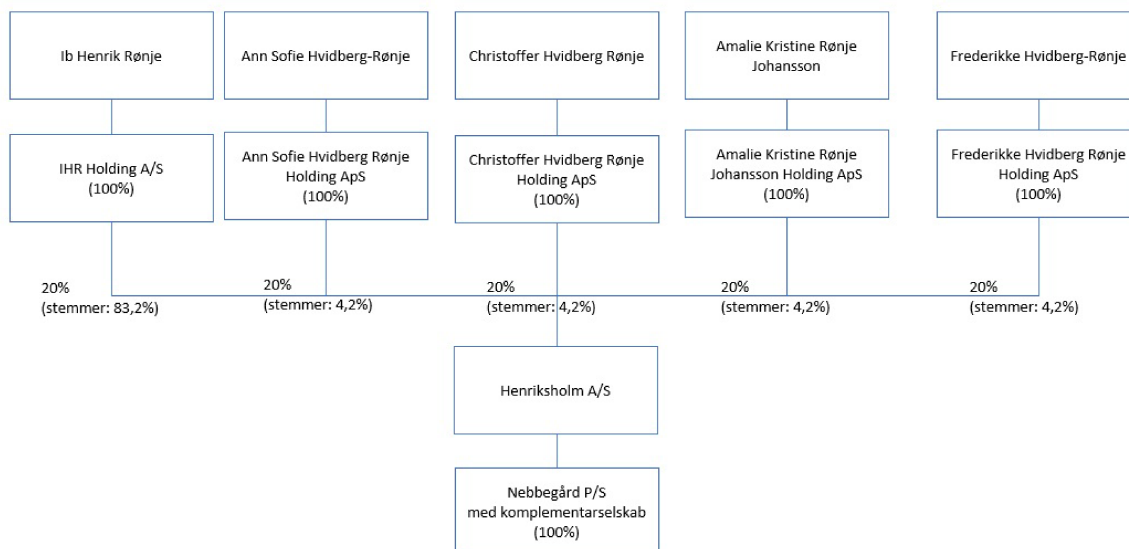 Ib Henrik Rønje
Ann Sofie Hvidberg-Rønje
Christoffer Hvidberg Rønje
Amalie Kristine Rønje
Johansson
Frederikke Hvidberg-Rønje
IHR Holding A/S
(100%)
Ann Sofie Hvidberg Rønje
Holding ApS
(100%)
Christoffer Hvidberg Rønje
Holding ApS
(100%)
Amalie Kristine Rønje
Johansson Holding ApS
(100%)
Frederikke Hvidberg Rønje
Holding ApS
(100%)
20%
(stemmer: 83,2%)
20%
(stemmer: 4,2%)
20%
(stemmer: 4,2%)
20%
(stemmer: 4,2%)
20%
(stemmer: 4,2%)
Henriksholm A/S
Nebbegård P/S
med komplementarselskab
(100%)